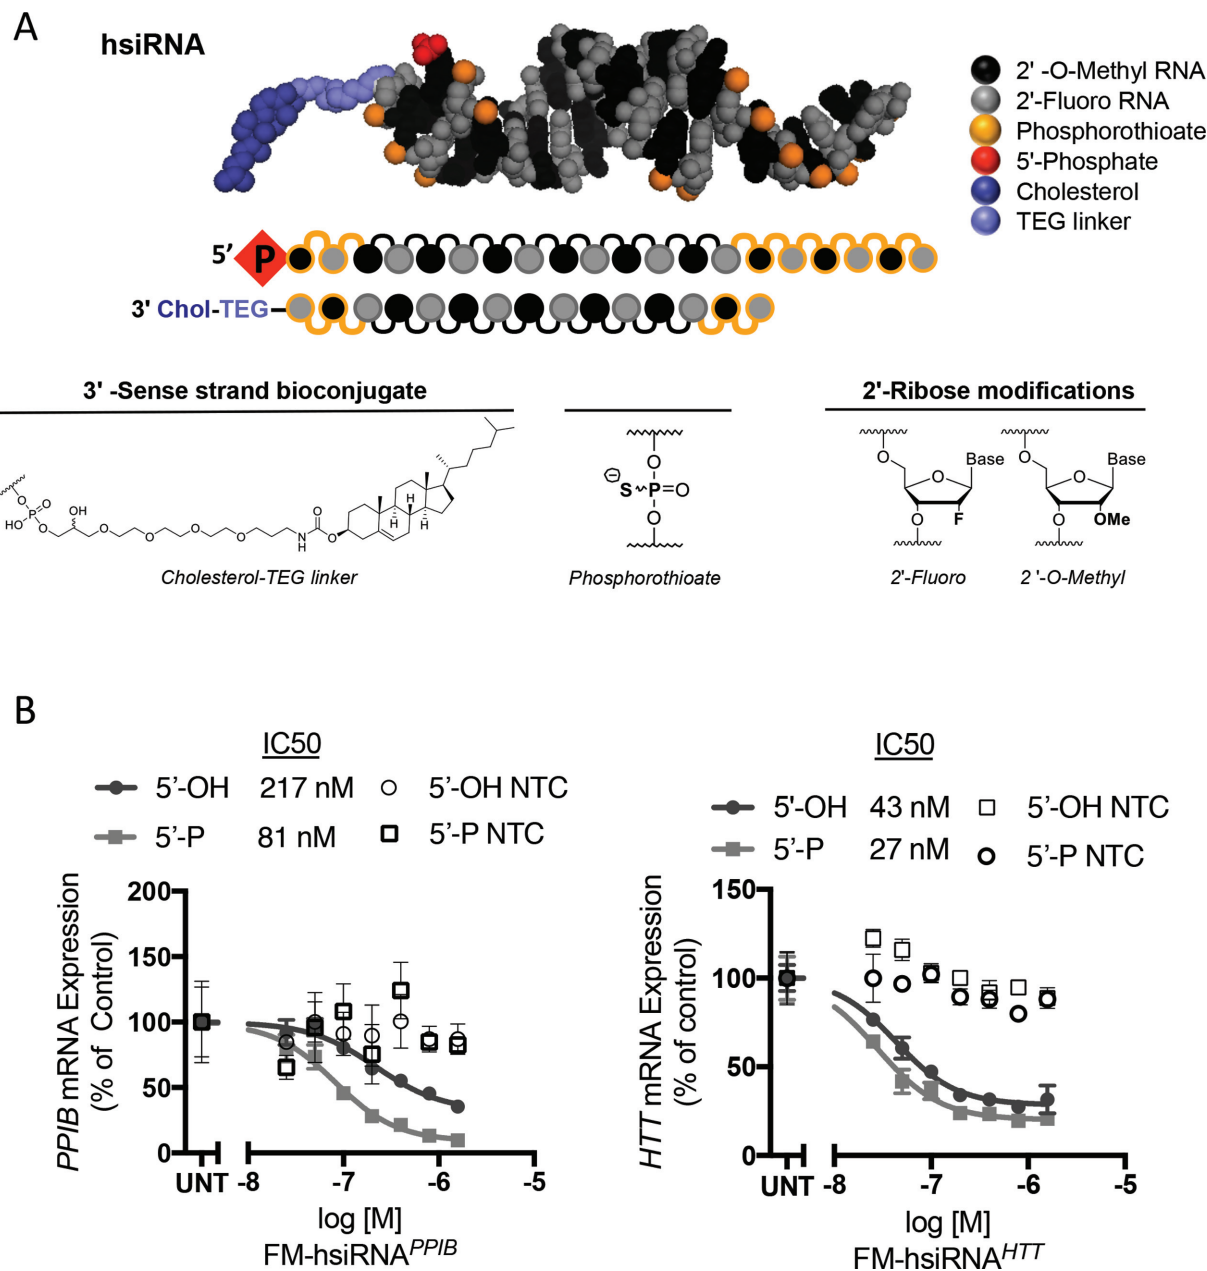 A
hsiRNA
2' -O-Methyl RNA
2'-Fluoro RNA
Phosphorothioate
5'-Phosphate
Cholesterol
TEG linker
5’ P
3' Chol-TEG
3' -Sense strand bioconjugate
2'-Ribose modifications
O
P
O
HO
O
OH
O
O
O
O
N
H
O
O
H
H
H
Cholesterol-TEG linker
O
⊖
S P=O
O
Phosphorothioate
O
O
Base
O
F
2'-Fluoro
O
O
Base
O
OMe
2 '-O-Methyl
B
IC50
5’-OH 217 nM 5’-OH NTC
5’-P 81 nM 5’-P NTC
PPIB mRNA Expression
(% of Control)
200
150
100
50
0
UNT -8 -7 -6 -5
log [M]
FM-hsiRNA^PPIB
IC50
5'-OH 43 nM 5’-OH NTC
5’-P 27 nM 5’-P NTC
HTT mRNA Expression
(% of control)
150
100
50
0
UNT -8 -7 -6 -5
log [M]
FM-hsiRNA^HTT